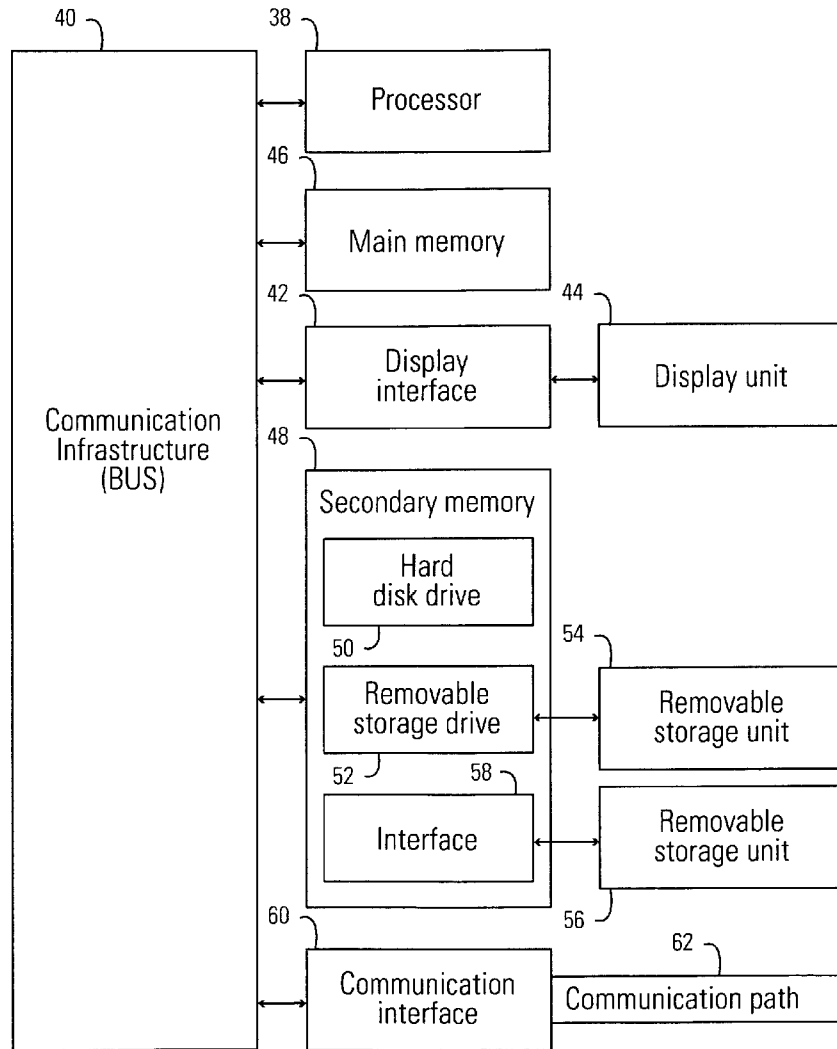 40
38
Processor
46
Main memory
42
44
Display
interface
Display unit
Communication
Infrastructure
(BUS)
48
Secondary memory
Hard
disk drive
50
54
Removable
storage drive
Removable
storage unit
52
58
Interface
Removable
storage unit
56
60
62
Communication
interface
Communication path